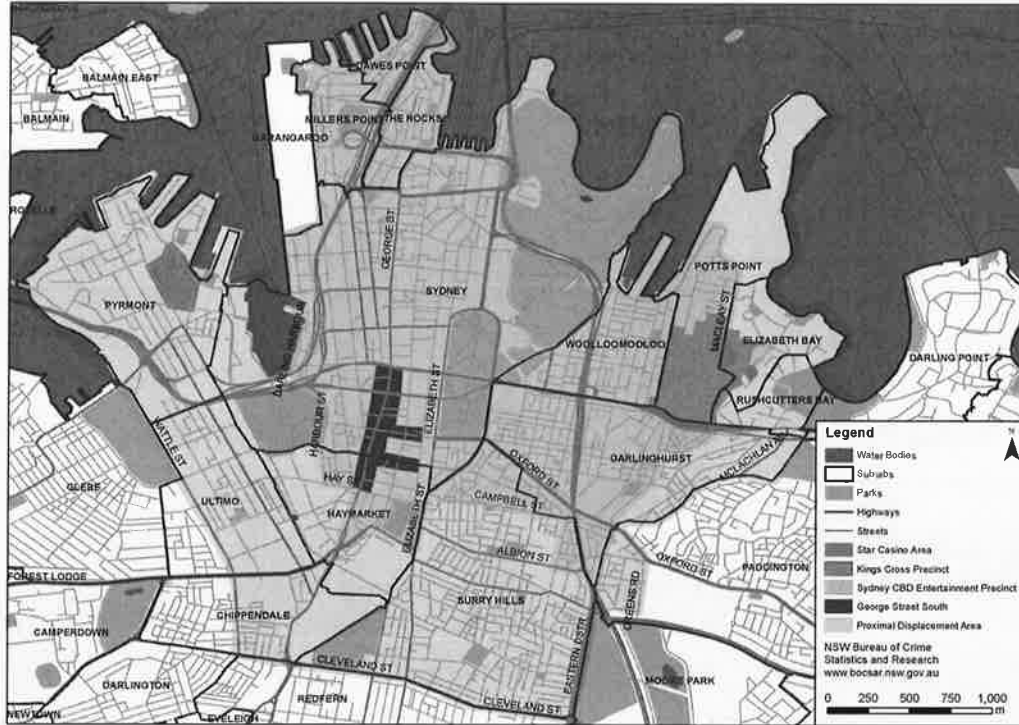 BALMAIN EAST
BALMAIN
DAWES POINT
MILLERS POINT
THE ROCKS
BARANGAROO
GEORGE ST
SYDNEY
PYRMONT
POTTS POINT
MACLEAY ST
ELIZABETH BAY
WOOLLOOMOOLOO
DARLING POINT
RUSHCUTTERS BAY
ELIZABETH ST
HARBOUR ST
WATTLE ST
OXFORD ST
DARLINGHURST
MCLACHLAN AV
GLEBE
ULTIMO
HAY ST
HAYMARKET
ELIZABETH ST
CAMPBELL ST
ALBION ST
OXFORD ST
PADDINGTON
FOREST LODGE
SURRY HILLS
GREENS RD
CHIPPENDALE
CAMPERDOWN
EASTERN DSTR
CLEVELAND ST
CLEVELAND ST
MOORE PARK
DARLINGTON
REDFERN
NEWTOWN
EVELEIGH
Legend
N
Water Bodies
Suburbs
Parks
Highways
Streets
Star Casino Area
Kings Cross Precinct
Sydney CBD Entertainment Precinct
George Street South
Proximal Displacement Area
NSW Bureau of Crime
Statistics and Research
www.bocsar.nsw.gov.au
0 250 500 750 1,000
m